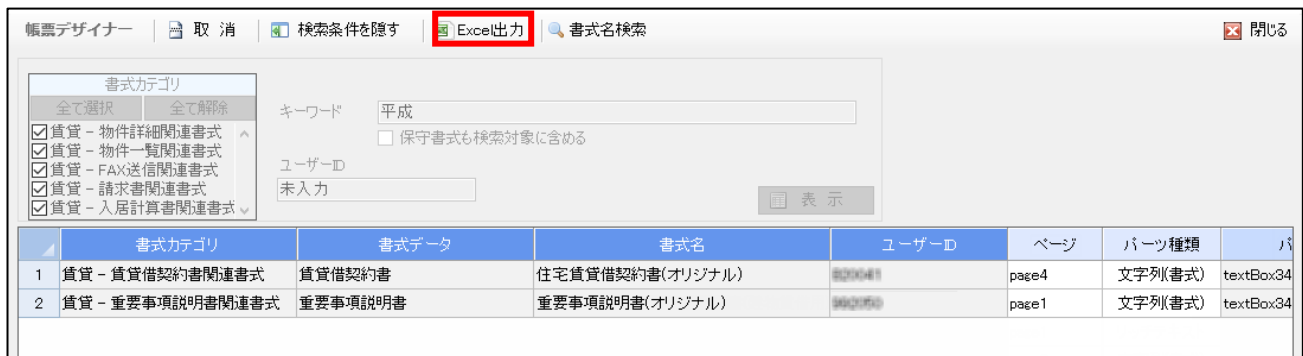 帳票デザイナー 取 消 検索条件を隠す Excel出力 書式名検索 閉じる
書式カテゴリ
全て選択 全て解除
キーワード 平成
賃貸 - 物件詳細関連書式
保守書式も検索対象に含める
賃貸 - 物件一覧関連書式
賃貸 - FAX送信関連書式
ユーザーID
賃貸 - 請求書関連書式
未入力
賃貸 - 入居計算書関連書式
表 示
書式カテゴリ 書式データ 書式名 ユーザーID ページ パーツ種類
1 賃貸 - 賃貸借契約書関連書式 賃貸借契約書 住宅賃貸借契約書(オリジナル) page4 文字列(書式) textBox34
2 賃貸 - 重要事項説明書関連書式 重要事項説明書 重要事項説明書(オリジナル) page1 文字列(書式) textBox34